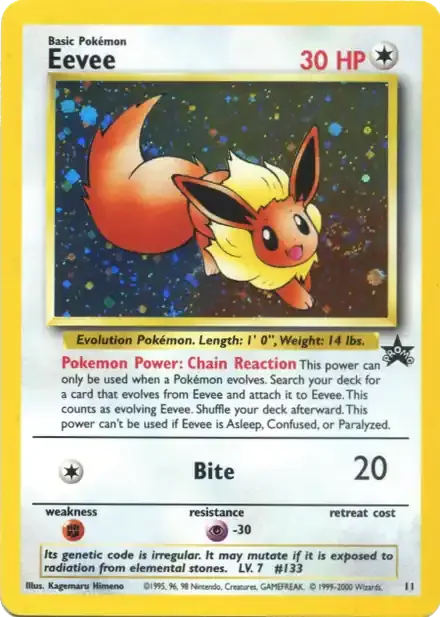 Basic Pokémon
Eevee 30 HP
Evolution Pokémon. Length: 1' 0", Weight: 14 lbs.
PROMO
Pokemon Power: Chain Reaction This power can
only be used when a Pokémon evolves. Search your deck for
a card that evolves from Eevee and attach it to Eevee. This
counts as evolving Eevee. Shuffle your deck afterward. This
power can't be used if Eevee is Asleep, Confused, or Paralyzed.
Bite 20
weakness resistance retreat cost
-30
Its genetic code is irregular. It may mutate if it is exposed to
radiation from elemental stones. LV. 7 #133
Illus. Kagemaru Himeno ©1995, 96, 98 Nintendo, Creatures, GAMEFREAK. © 1999-2000 Wizards. 11